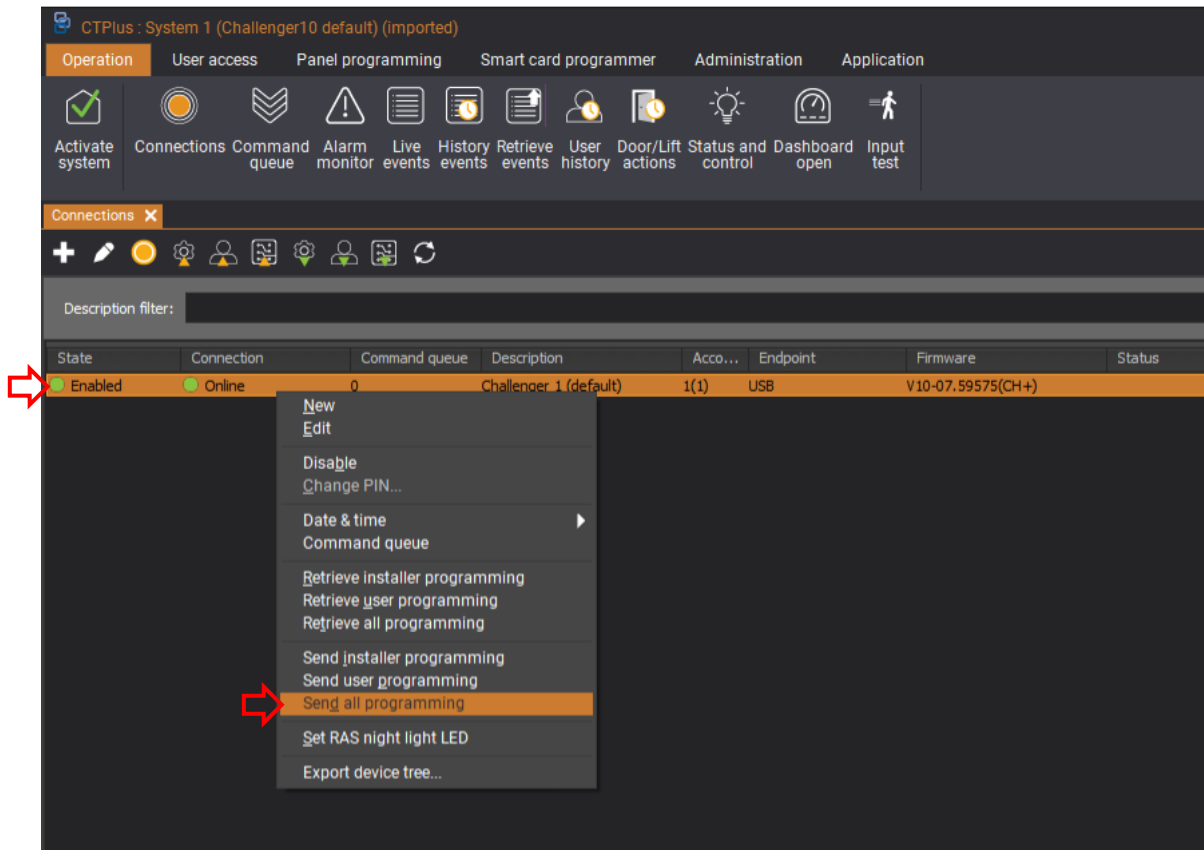 CTPlus : System 1 (Challenger10 default) (imported)
Operation User access Panel programming Smart card programmer Administration Application
Activate system
Connections
Command queue
Alarm monitor
Live events
History events
Retrieve events
User history
Door/Lift actions
Status and control
Dashboard open
Input test
Connections
Description filter:
State Connection Command queue Description Acco... Endpoint Firmware Status
Enabled Online 0 Challenger 1 (default) 1(1) USB V10-07.59575(CH+)
New
Edit
Disable
Change PIN...
Date & time
Command queue
Retrieve installer programming
Retrieve user programming
Retrieve all programming
Send installer programming
Send user programming
Send all programming
Set RAS night light LED
Export device tree...